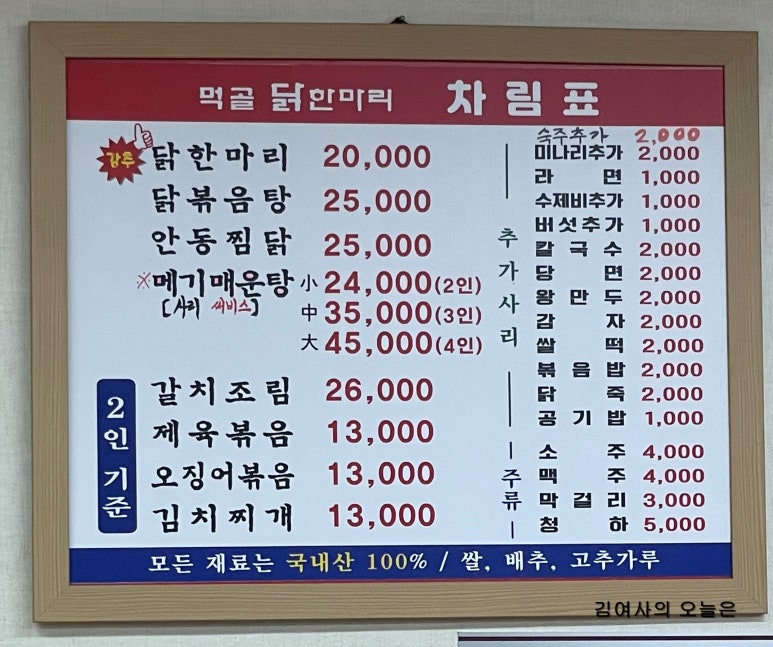 먹골 닭한마리 차림표
강추 닭한마리 20,000
닭볶음탕 25,000
안동찜닭 25,000
※메기매운탕 小 24,000(2인)
[사리 써비스] 中 35,000(3인)
大 45,000(4인)
2인 기준
갈치조림 26,000
제육볶음 13,000
오징어볶음 13,000
김치찌개 13,000
추가사리
숙주추가 2,000
미나리추가 2,000
라면 1,000
수제비추가 1,000
버섯추가 1,000
칼국수 2,000
당면 2,000
왕만두 2,000
감자 2,000
쌀떡 2,000
볶음밥 2,000
닭죽 2,000
공기밥 1,000
주류
소주 4,000
맥주 4,000
막걸리 3,000
청하 5,000
모든 재료는 국내산 100% / 쌀, 배추, 고추가루
김여사의 오늘은